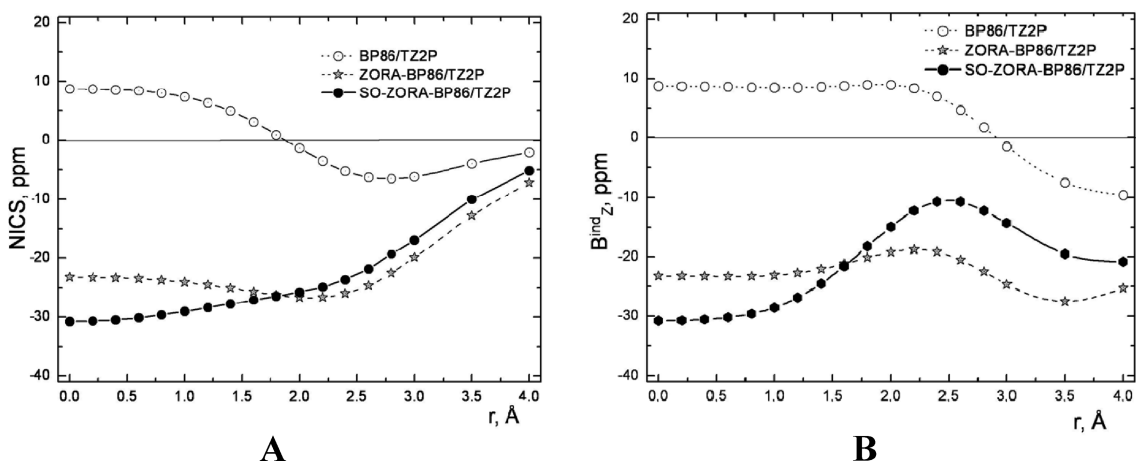 20
10
0
-10
-20
-30
-40
NICS, ppm
BP86/TZ2P
ZORA-BP86/TZ2P
SO-ZORA-BP86/TZ2P
0.0 0.5 1.0 1.5 2.0 2.5 3.0 3.5 4.0
r, Å
A
20
10
0
-10
-20
-30
-40
B^ind_Z, ppm
BP86/TZ2P
ZORA-BP86/TZ2P
SO-ZORA-BP86/TZ2P
0.0 0.5 1.0 1.5 2.0 2.5 3.0 3.5 4.0
r, Å
B